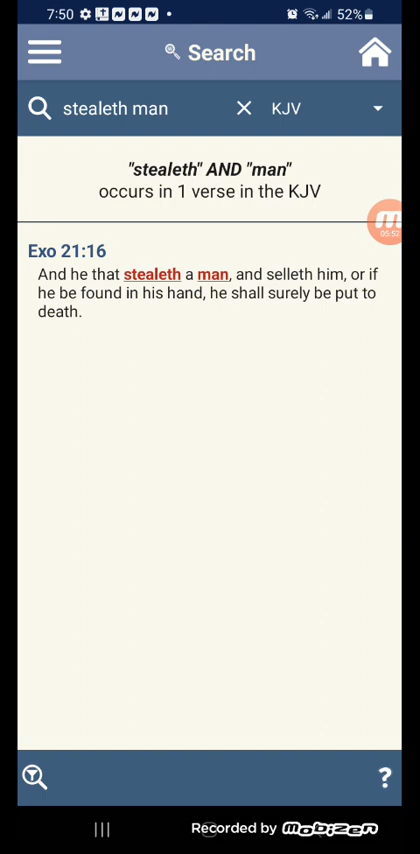 7:50 52%
Search
stealeth man KJV
"stealeth" AND "man"
occurs in 1 verse in the KJV
05:52
Exo 21:16
And he that stealeth a man, and selleth him, or if
he be found in his hand, he shall surely be put to
death.
?
Recorded by mobizen